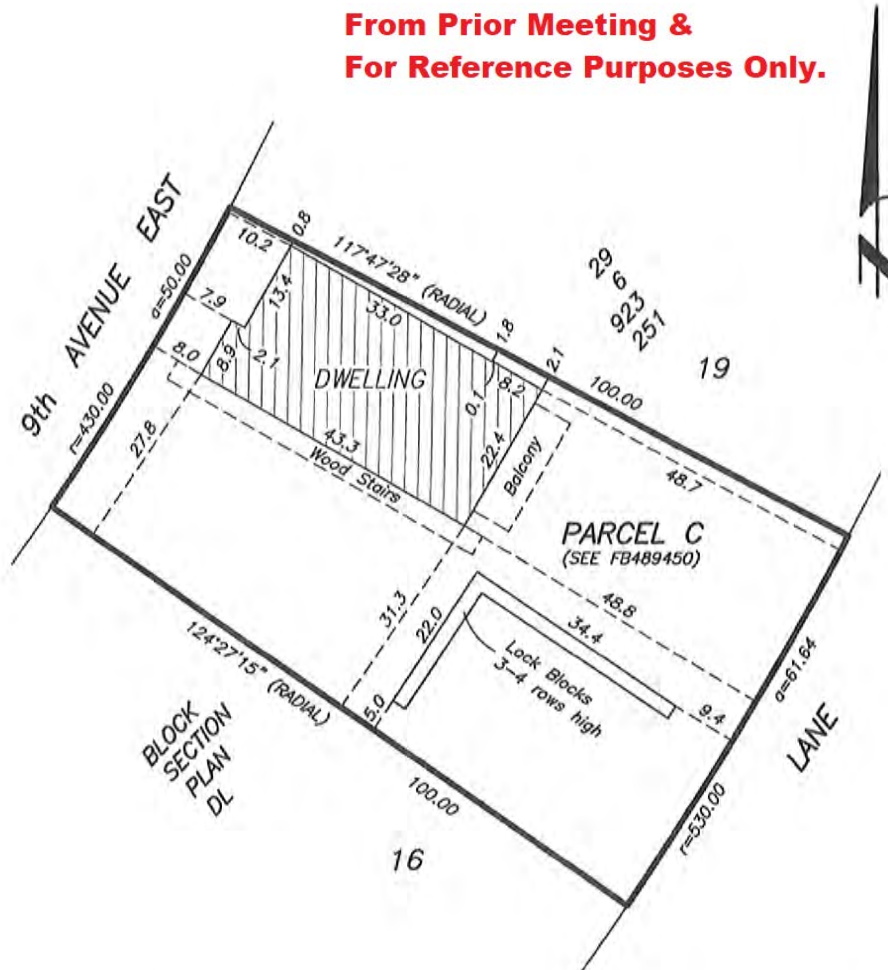 From Prior Meeting &
For Reference Purposes Only.
9th AVENUE EAST
a=50.00
r=430.00
10.2
0.8
117°47'28" (RADIAL)
7.9
13.4
33.0
1.8
2.1
100.00
29
6
923
251
19
8.0
8.9
2.1
DWELLING
0.1
8.2
22.4
Balcony
48.7
27.8
43.3
Wood Stairs
PARCEL C
(SEE FB489450)
31.3
22.0
48.8
34.4
Lock Blocks
3-4 rows high
9.4
a=61.64
LANE
r=530.00
124°27'15" (RADIAL)
5.0
100.00
BLOCK
SECTION
PLAN
DL
16